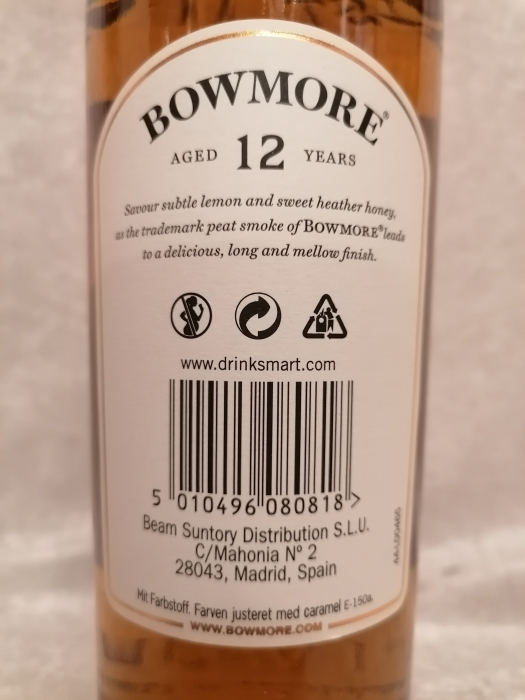 BOWMORE®
AGED 12 YEARS
Savour subtle lemon and sweet heather honey,
as the trademark peat smoke of BOWMORE® leads
to a delicious, long and mellow finish.
www.drinksmart.com
5 010496 080818 >
Beam Suntory Distribution S.L.U.
C/Mahonia Nº 2
28043, Madrid, Spain
Mit Farbstoff. Farven justeret med caramel E-150a.
WWW.BOWMORE.COM